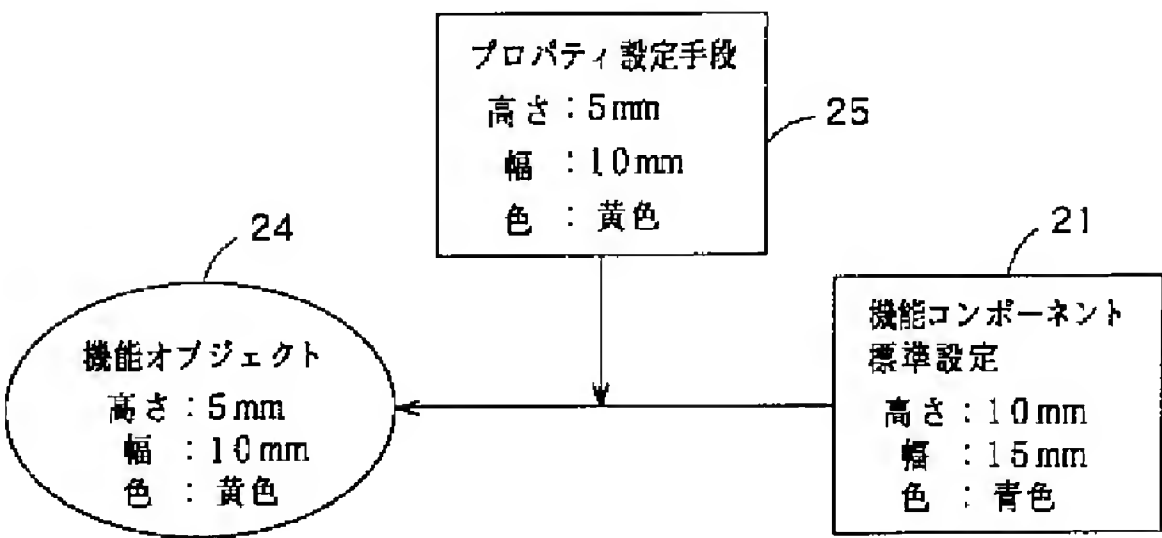 プロパティ設定手段
高さ:5mm
幅:10mm
色:黄色
25
24
機能オブジェクト
高さ:5mm
幅:10mm
色:黄色
21
機能コンポーネント
標準設定
高さ:10mm
幅:15mm
色:青色